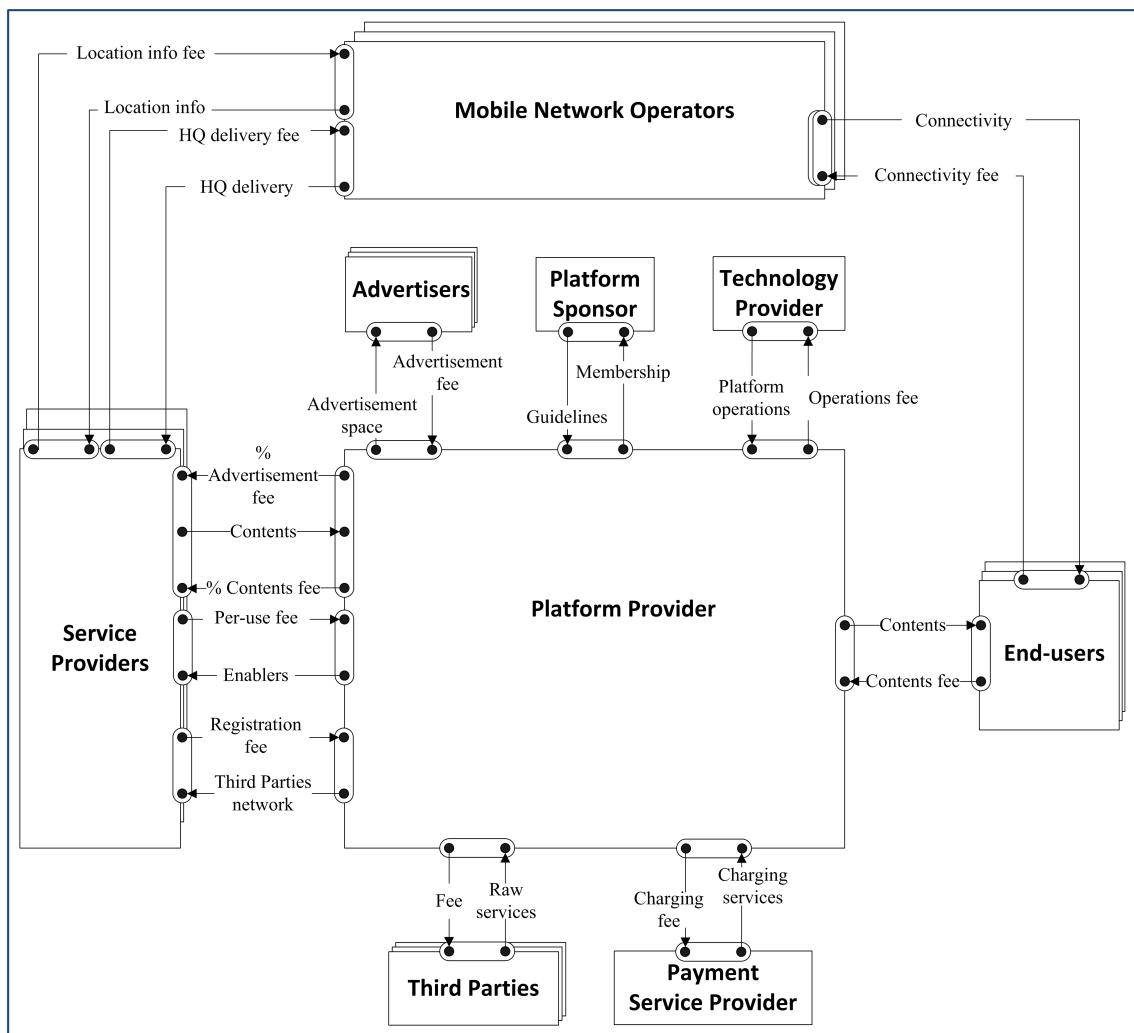 Location info fee
Mobile Network Operators
Location info
HQ delivery fee
HQ delivery
Connectivity
Connectivity fee
Advertisers
Platform
Sponsor
Technology
Provider
Advertisement
fee
Membership
Platform
operations
Operations fee
Advertisement
space
Guidelines
%
Advertisement
fee
Contents
% Contents fee
Per-use fee
Enablers
Registration
fee
Third Parties
network
Service
Providers
Platform Provider
Contents
Contents fee
End-users
Fee
Raw
services
Charging
fee
Charging
services
Third Parties
Payment
Service Provider